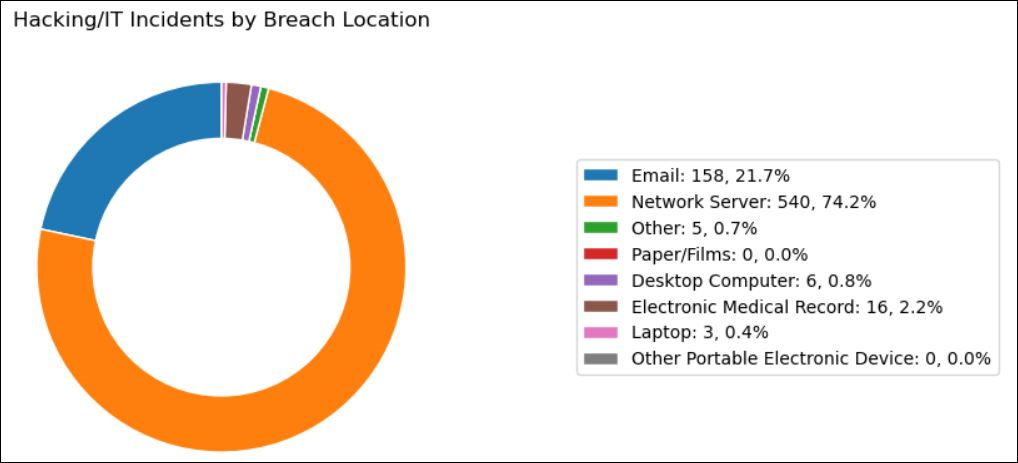 Hacking/IT Incidents by Breach Location
Email: 158, 21.7%
Network Server: 540, 74.2%
Other: 5, 0.7%
Paper/Films: 0, 0.0%
Desktop Computer: 6, 0.8%
Electronic Medical Record: 16, 2.2%
Laptop: 3, 0.4%
Other Portable Electronic Device: 0, 0.0%